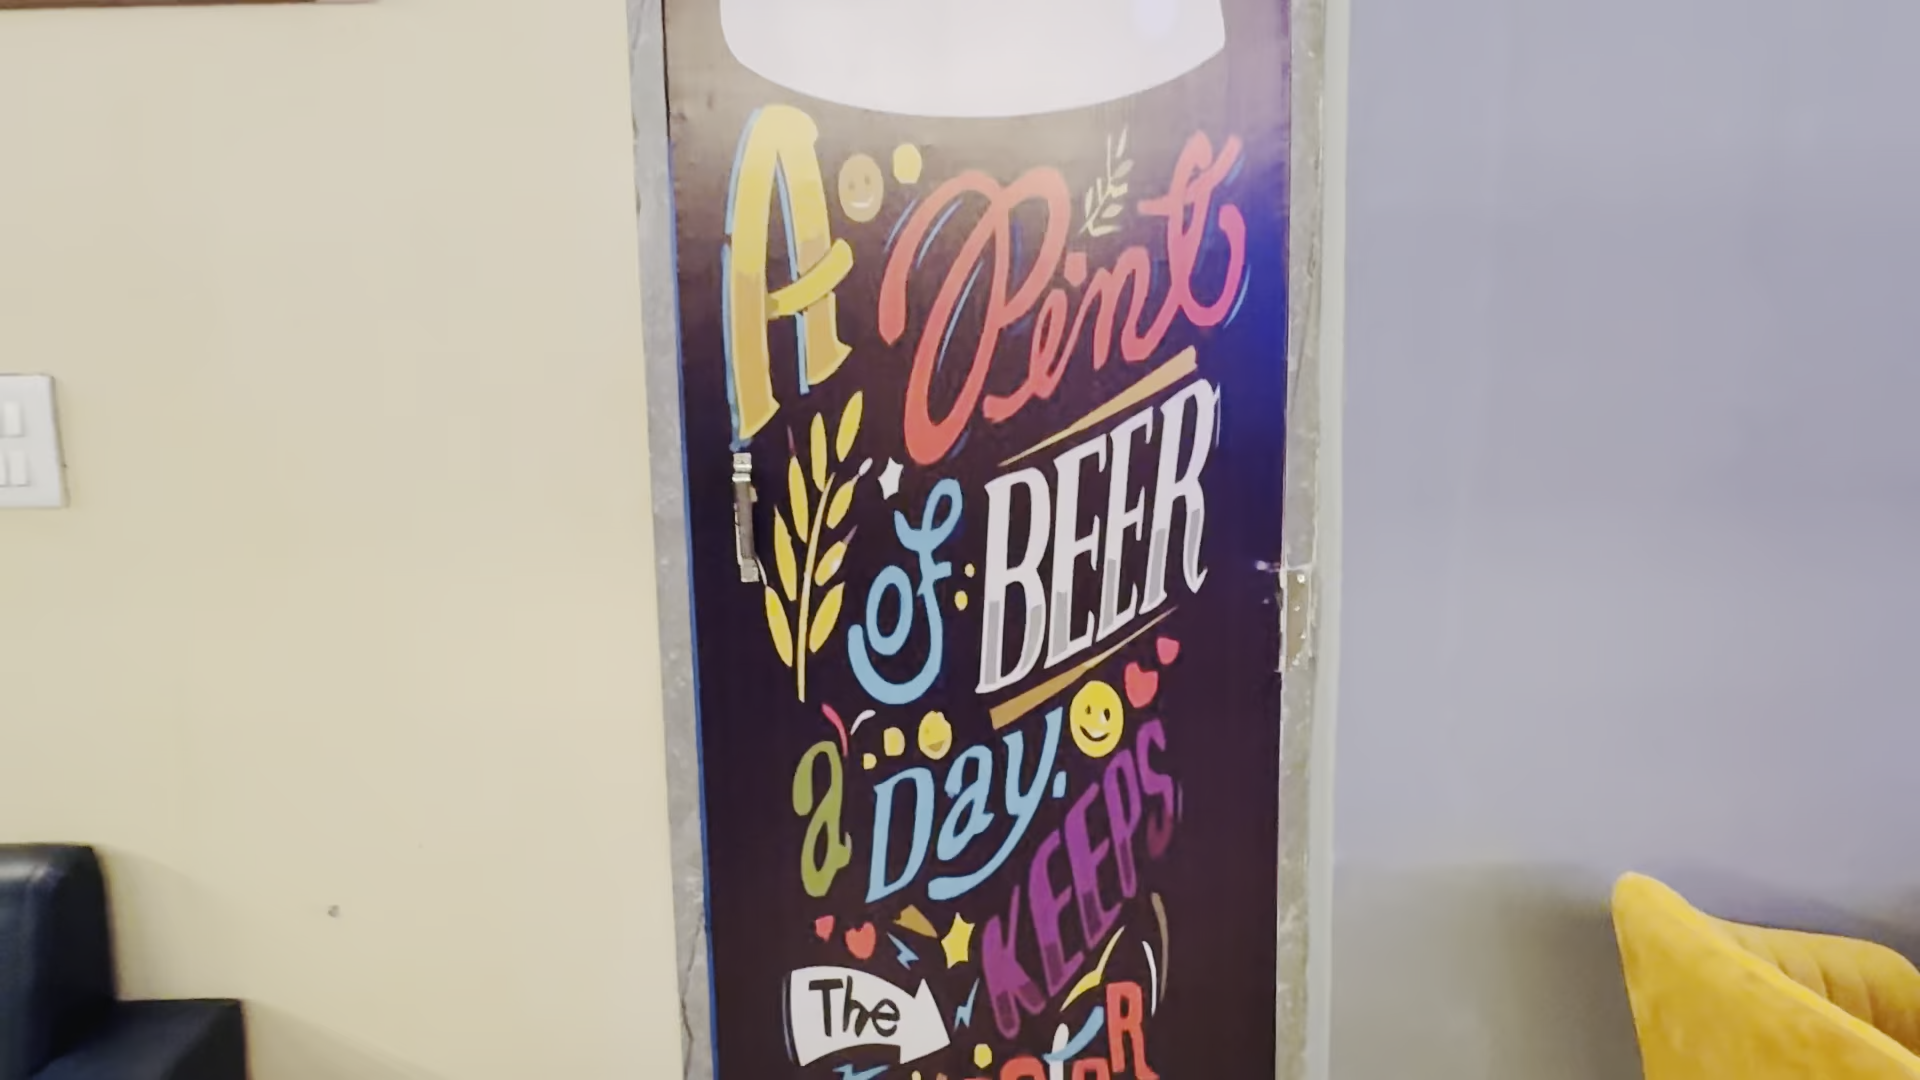 A Pint
of BEER
a Day.
KEEPS
The